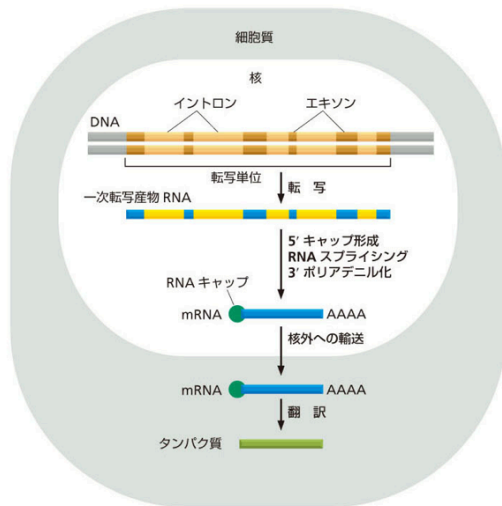 細胞質
核
イントロン
エキソン
DNA
転写単位
転 写
一次転写産物 RNA
5′ キャップ形成
RNA スプライシング
3′ ポリアデニル化
RNA キャップ
mRNA
AAAA
核外への輸送
mRNA
AAAA
翻 訳
タンパク質